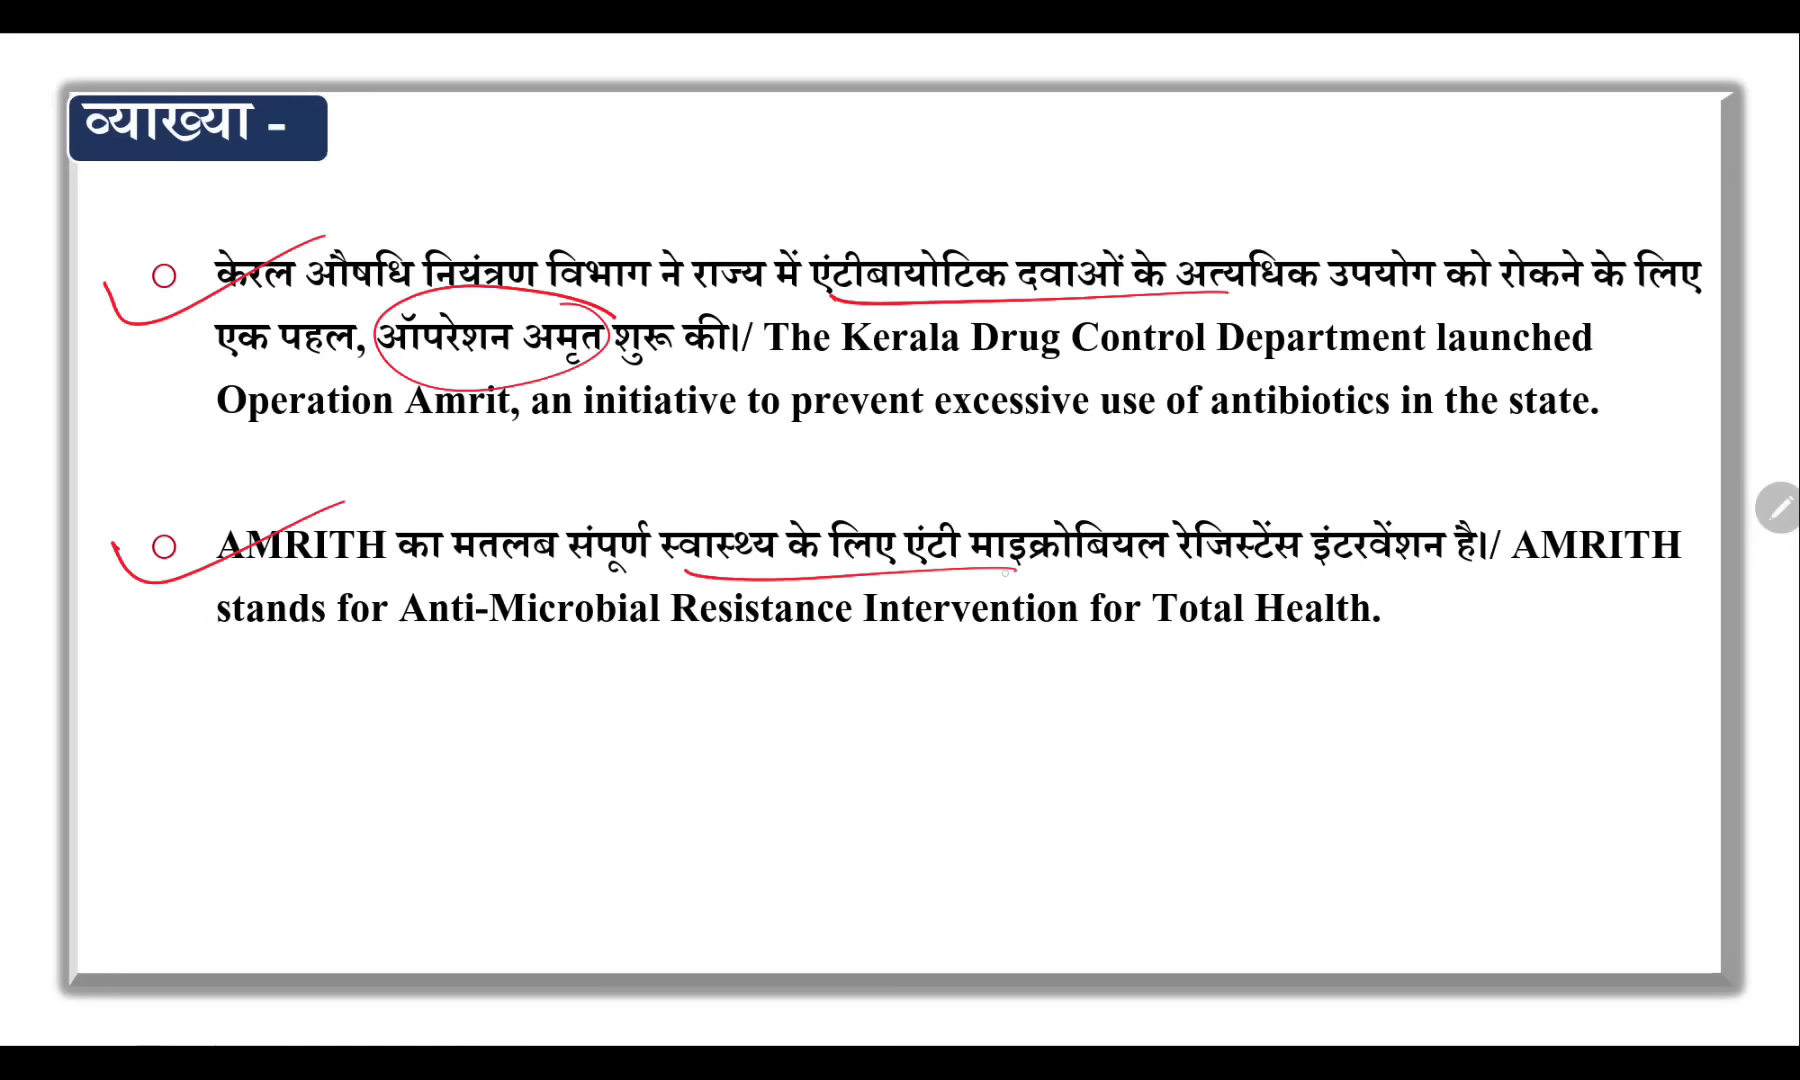 व्याख्या -
केरल औषधि नियंत्रण विभाग ने राज्य में एंटीबायोटिक दवाओं के अत्यधिक उपयोग को रोकने के लिए
एक पहल, ऑपरेशन अमृत शुरू की।/ The Kerala Drug Control Department launched
Operation Amrit, an initiative to prevent excessive use of antibiotics in the state.
AMRITH का मतलब संपूर्ण स्वास्थ्य के लिए एंटी माइक्रोबियल रेजिस्टेंस इंटरवेंशन है।/ AMRITH
stands for Anti-Microbial Resistance Intervention for Total Health.